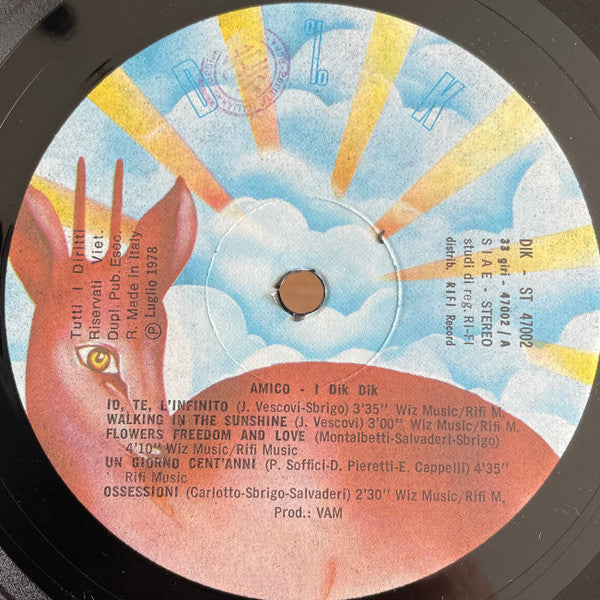 D%K
Tutti i Diritti
Riservati Viet.
Dupl. Pub. Esec.
R. Made in Italy
Ⓟ Luglio 1978
DIK - ST 47002
33 giri - 47002/A
SIAE - STEREO
studi di reg. RI-FI
distrib. RIFI Record
AMICO - I Dik Dik
IO, TE, L'INFINITO (J. Vescovi-Sbrigo) 3'35" Wiz Music/Rifi M.
WALKING IN THE SUNSHINE (J. Vescovi) 3'00" Wiz Music/Rifi M.
FLOWERS FREEDOM AND LOVE (Montalbetti-Salvaderi-Sbrigo)
4'10" Wiz Music/Rifi Music
UN GIORNO CENT'ANNI (P. Soffici-D. Pieretti-E. Cappelli) 4'35"
Rifi Music
OSSESSIONI (Carlotto-Sbrigo-Salvaderi) 2'30" Wiz Music/Rifi M.
Prod.: VAM